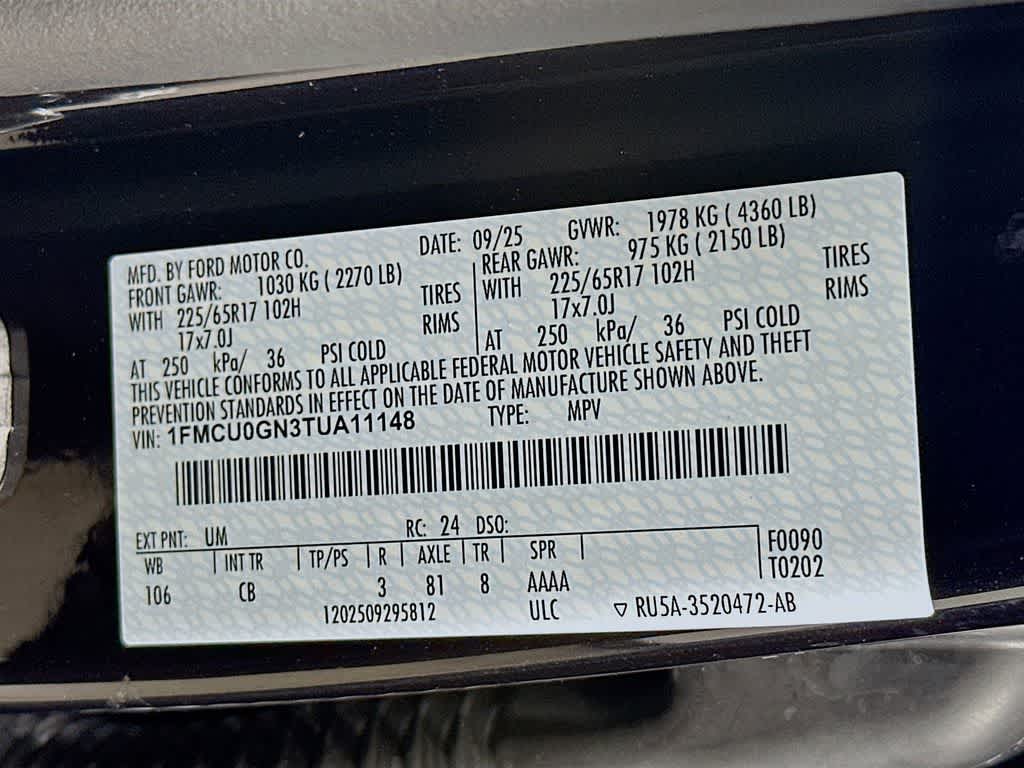 MFD. BY FORD MOTOR CO. DATE: 09/25 GVWR: 1978 KG ( 4360 LB)
FRONT GAWR: 1030 KG ( 2270 LB) REAR GAWR: 975 KG ( 2150 LB)
WITH 225/65R17 102H TIRES WITH 225/65R17 102H TIRES
17x7.0J RIMS 17x7.0J RIMS
AT 250 kPa/ 36 PSI COLD AT 250 kPa/ 36 PSI COLD
THIS VEHICLE CONFORMS TO ALL APPLICABLE FEDERAL MOTOR VEHICLE SAFETY AND THEFT
PREVENTION STANDARDS IN EFFECT ON THE DATE OF MANUFACTURE SHOWN ABOVE.
VIN: 1FMCU0GN3TUA11148 TYPE: MPV
EXT PNT: UM RC: 24 DSO:
WB INT TR TP/PS R AXLE TR SPR F0090
106 CB 3 81 8 AAAA T0202
1202509295812 ULC ▽ RU5A-3520472-AB